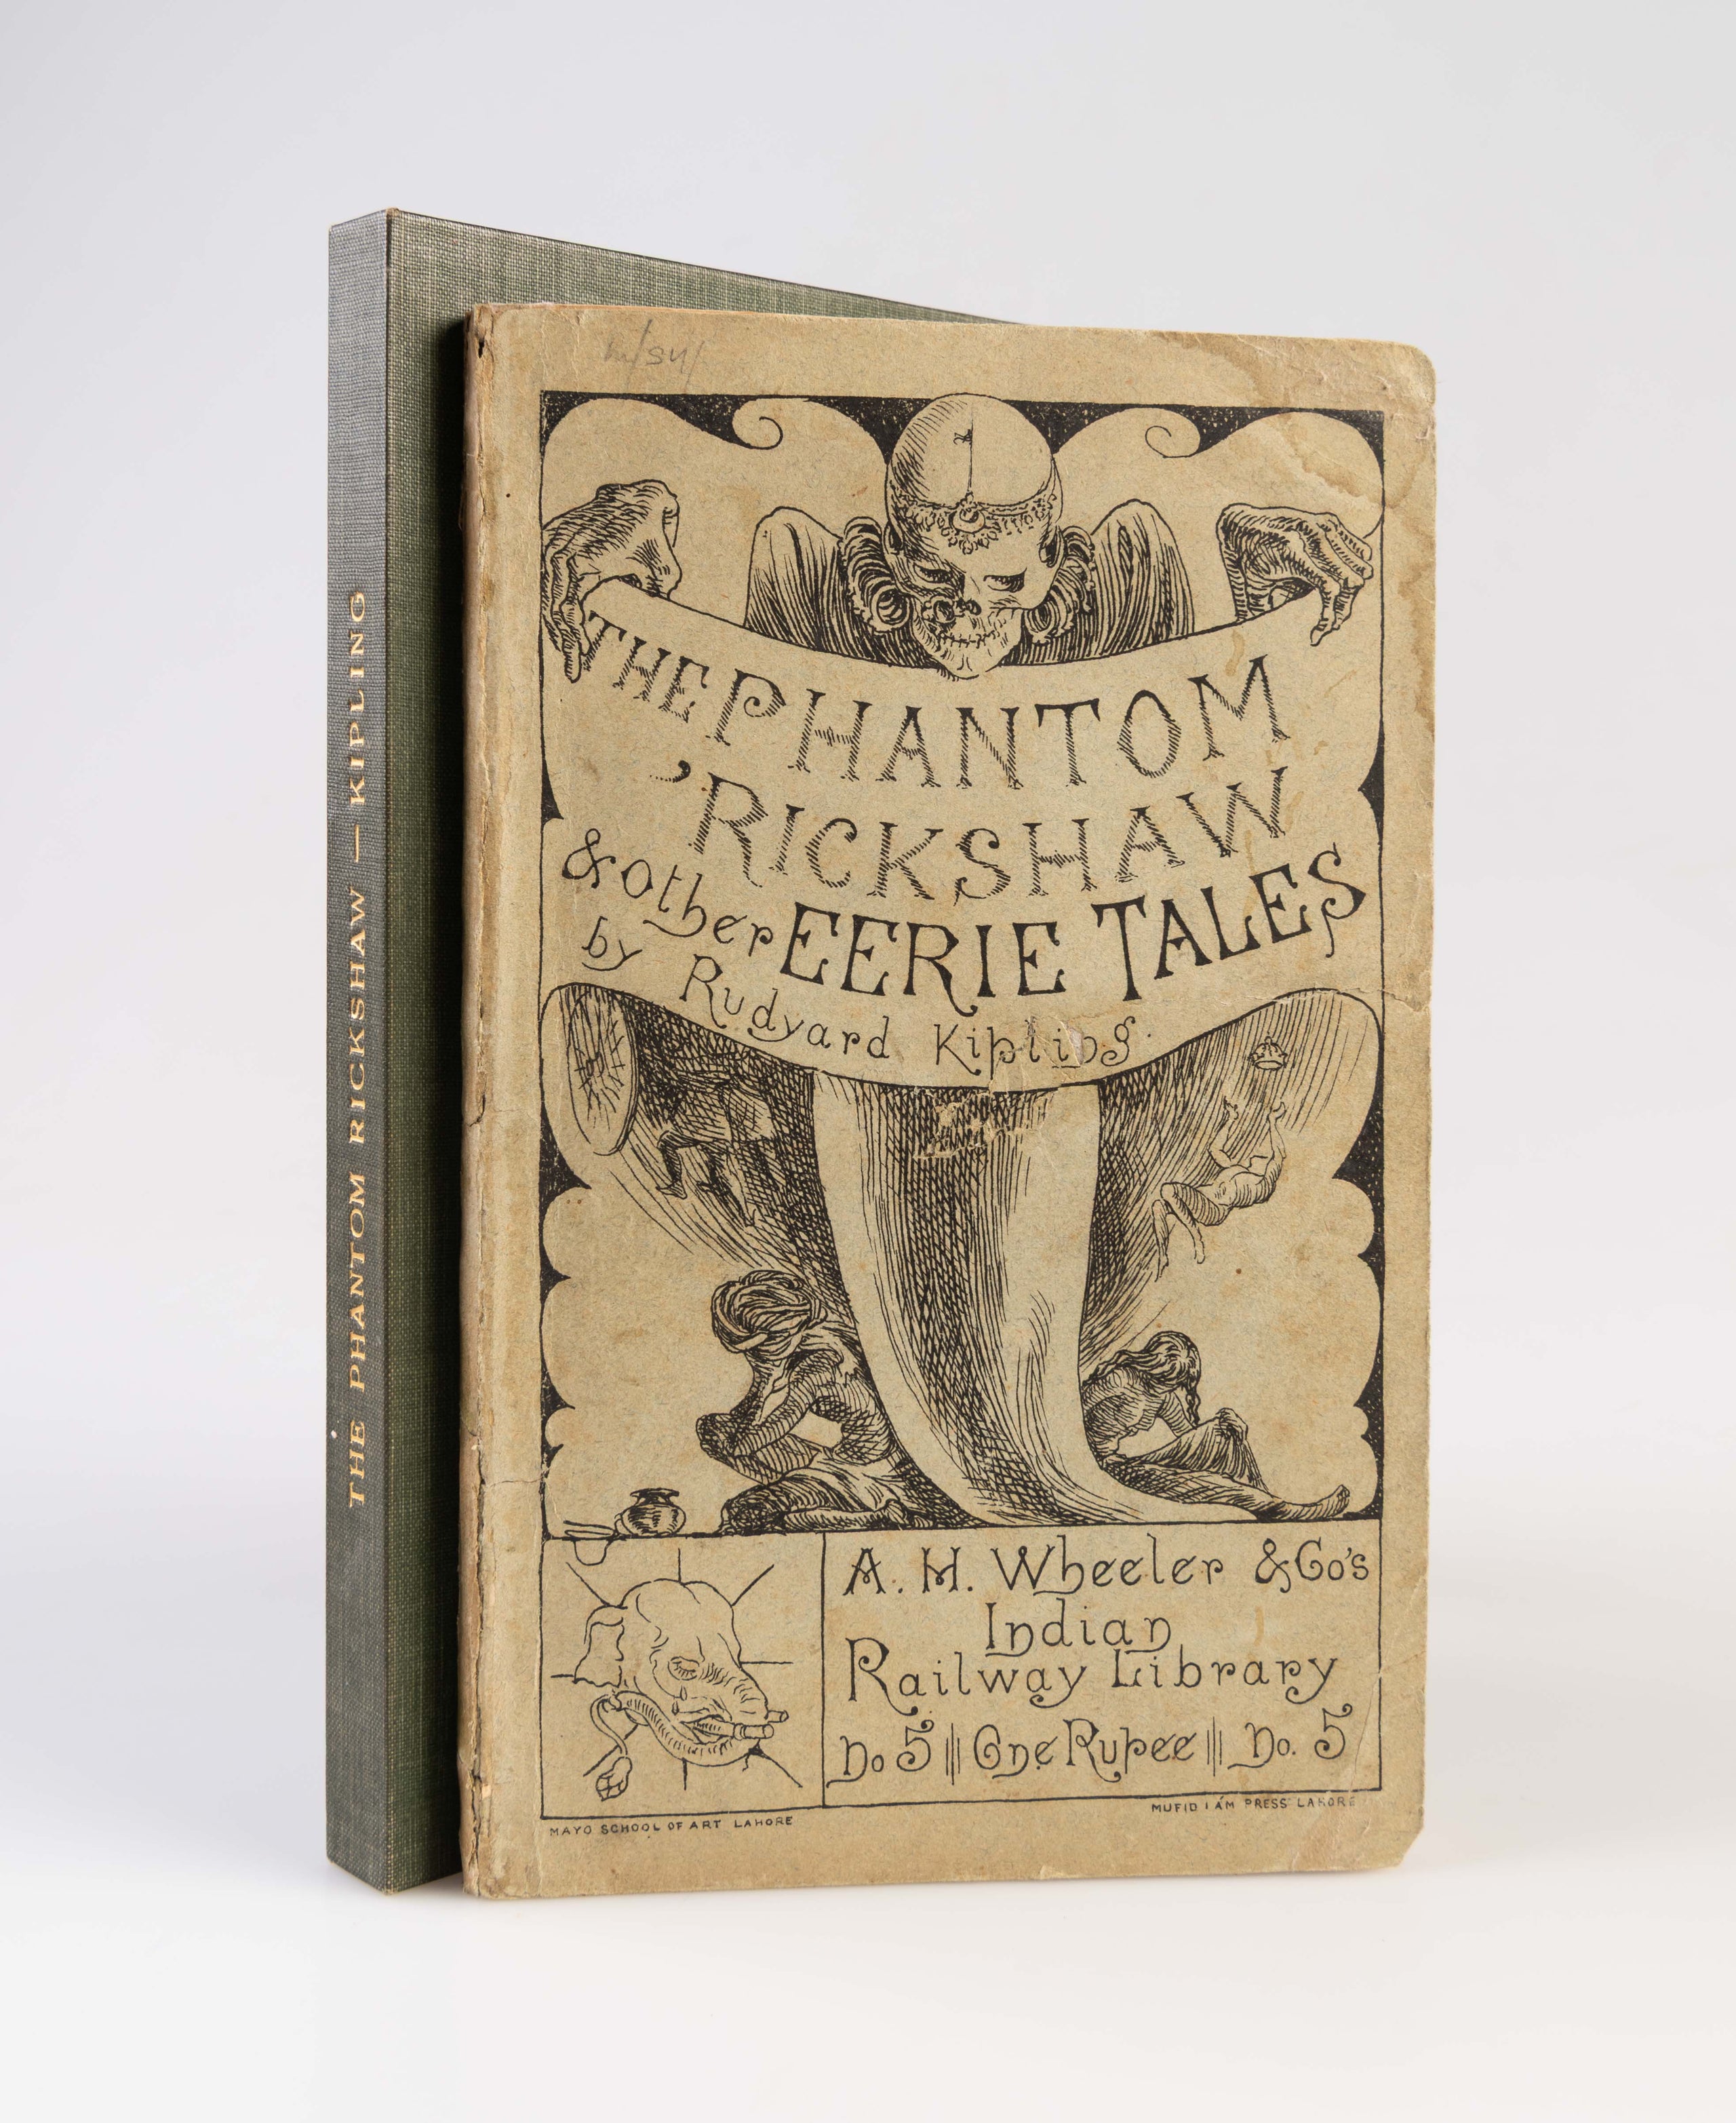 THE PHANTOM RICKSHAW — KIPLING
THE PHANTOM
'RICKSHAW
& other EERIE TALES
by Rudyard Kipling.
A. H. Wheeler & Co's
Indian
Railway Library
No 5 One Rupee No. 5
MAYO SCHOOL OF ART LAHORE
MUFID I ÁM PRESS LAHORE